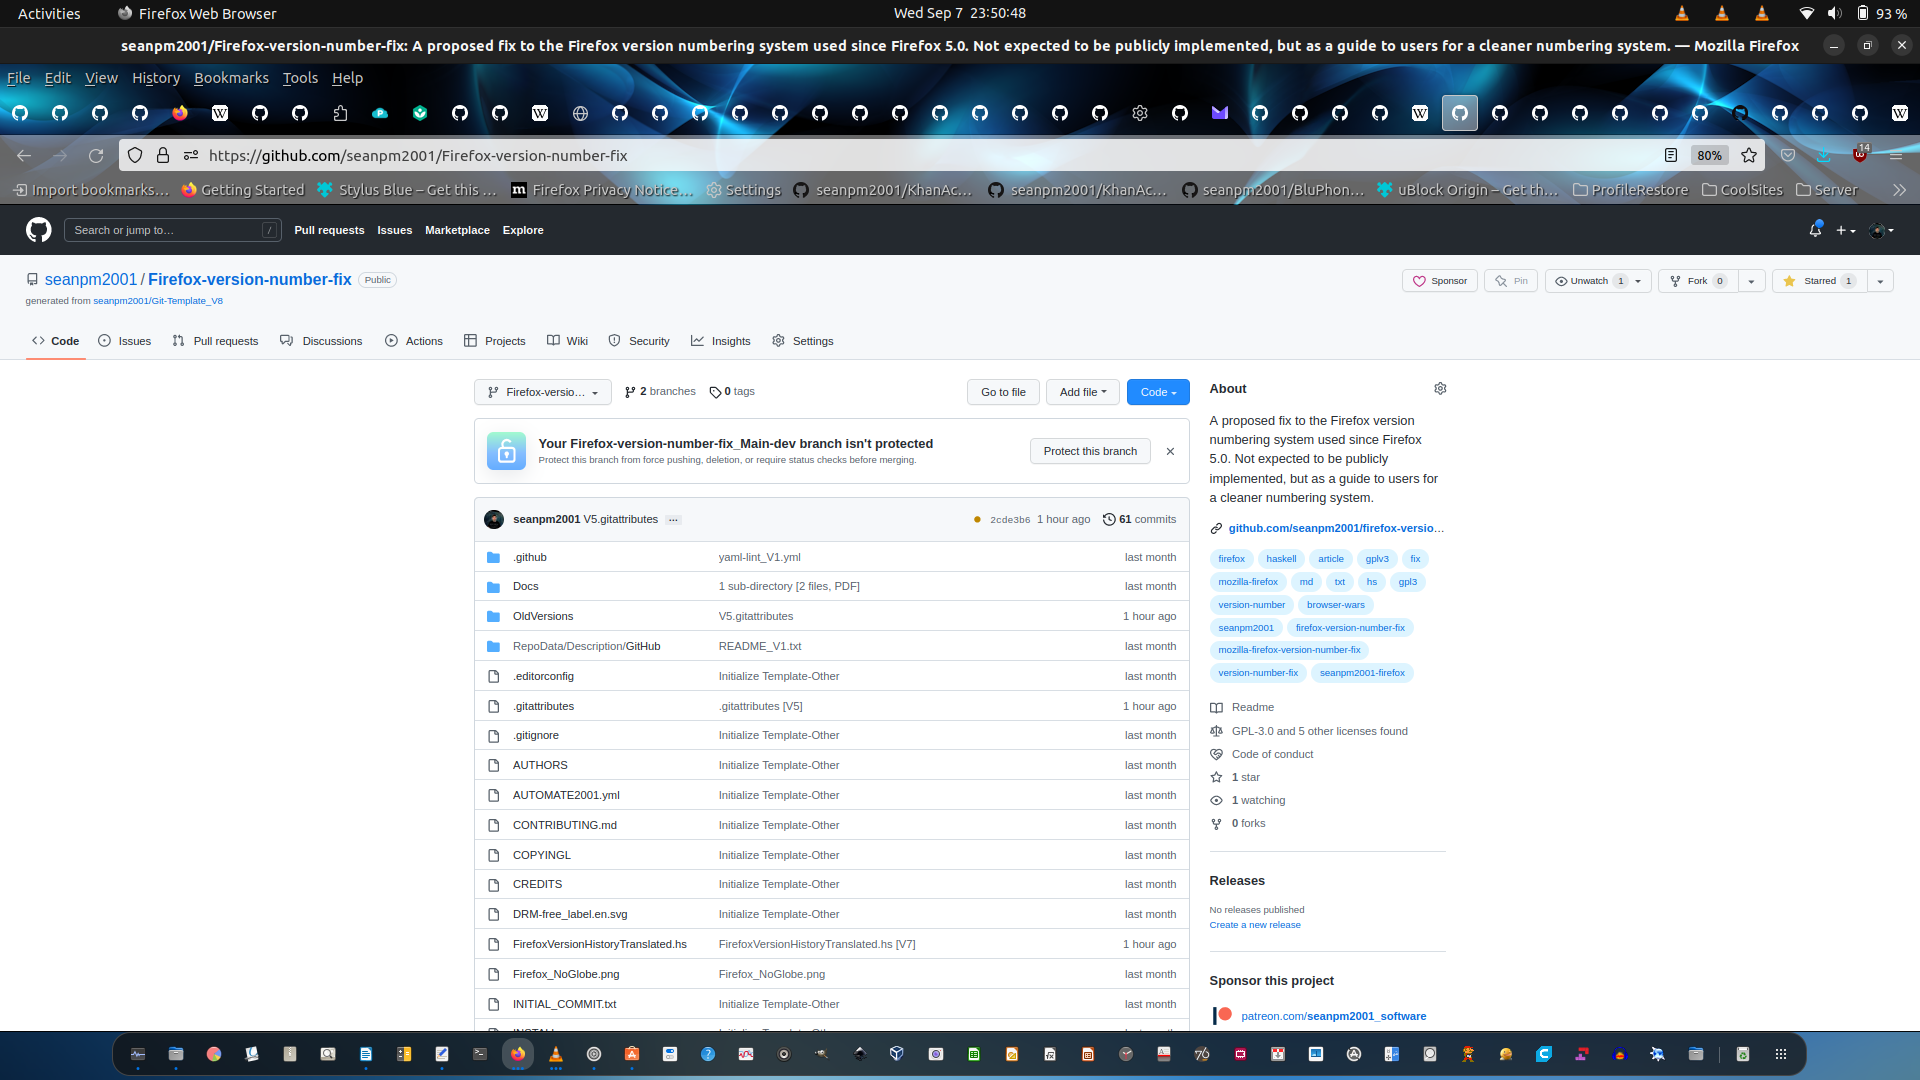 Activities
Firefox Web Browser
Wed Sep 7 23:50:48
93 %
seanpm2001/Firefox-version-number-fix: A proposed fix to the Firefox version numbering system used since Firefox 5.0. Not expected to be publicly implemented, but as a guide to users for a cleaner numbering system. — Mozilla Firefox
File Edit View History Bookmarks Tools Help
https://github.com/seanpm2001/Firefox-version-number-fix
80%
14
Import bookmarks… Getting Started Stylus Blue – Get this … Firefox Privacy Notice… Settings seanpm2001/KhanAc… seanpm2001/KhanAc… seanpm2001/BluPhon… uBlock Origin – Get th… ProfileRestore CoolSites Server
Search or jump to… /
Pull requests Issues Marketplace Explore
seanpm2001 / Firefox-version-number-fix Public
generated from seanpm2001/Git-Template_V8
Sponsor Pin Unwatch 1 Fork 0 Starred 1
Code Issues Pull requests Discussions Actions Projects Wiki Security Insights Settings
Firefox-versio… 2 branches 0 tags Go to file Add file Code
Your Firefox-version-number-fix_Main-dev branch isn't protected
Protect this branch from force pushing, deletion, or require status checks before merging.
Protect this branch
seanpm2001 V5.gitattributes … 2cde3b6 1 hour ago 61 commits
.github yaml-lint_V1.yml last month
Docs 1 sub-directory [2 files, PDF] last month
OldVersions V5.gitattributes 1 hour ago
RepoData/Description/GitHub README_V1.txt last month
.editorconfig Initialize Template-Other last month
.gitattributes .gitattributes [V5] 1 hour ago
.gitignore Initialize Template-Other last month
AUTHORS Initialize Template-Other last month
AUTOMATE2001.yml Initialize Template-Other last month
CONTRIBUTING.md Initialize Template-Other last month
COPYINGL Initialize Template-Other last month
CREDITS Initialize Template-Other last month
DRM-free_label.en.svg Initialize Template-Other last month
FirefoxVersionHistoryTranslated.hs FirefoxVersionHistoryTranslated.hs [V7] 1 hour ago
Firefox_NoGlobe.png Firefox_NoGlobe.png last month
INITIAL_COMMIT.txt Initialize Template-Other last month
About
A proposed fix to the Firefox version
numbering system used since Firefox
5.0. Not expected to be publicly
implemented, but as a guide to users for
a cleaner numbering system.
github.com/seanpm2001/firefox-versio…
firefox haskell article gplv3 fix
mozilla-firefox md txt hs gpl3
version-number browser-wars
seanpm2001 firefox-version-number-fix
mozilla-firefox-version-number-fix
version-number-fix seanpm2001-firefox
Readme
GPL-3.0 and 5 other licenses found
Code of conduct
1 star
1 watching
0 forks
Releases
No releases published
Create a new release
Sponsor this project
patreon.com/seanpm2001_software